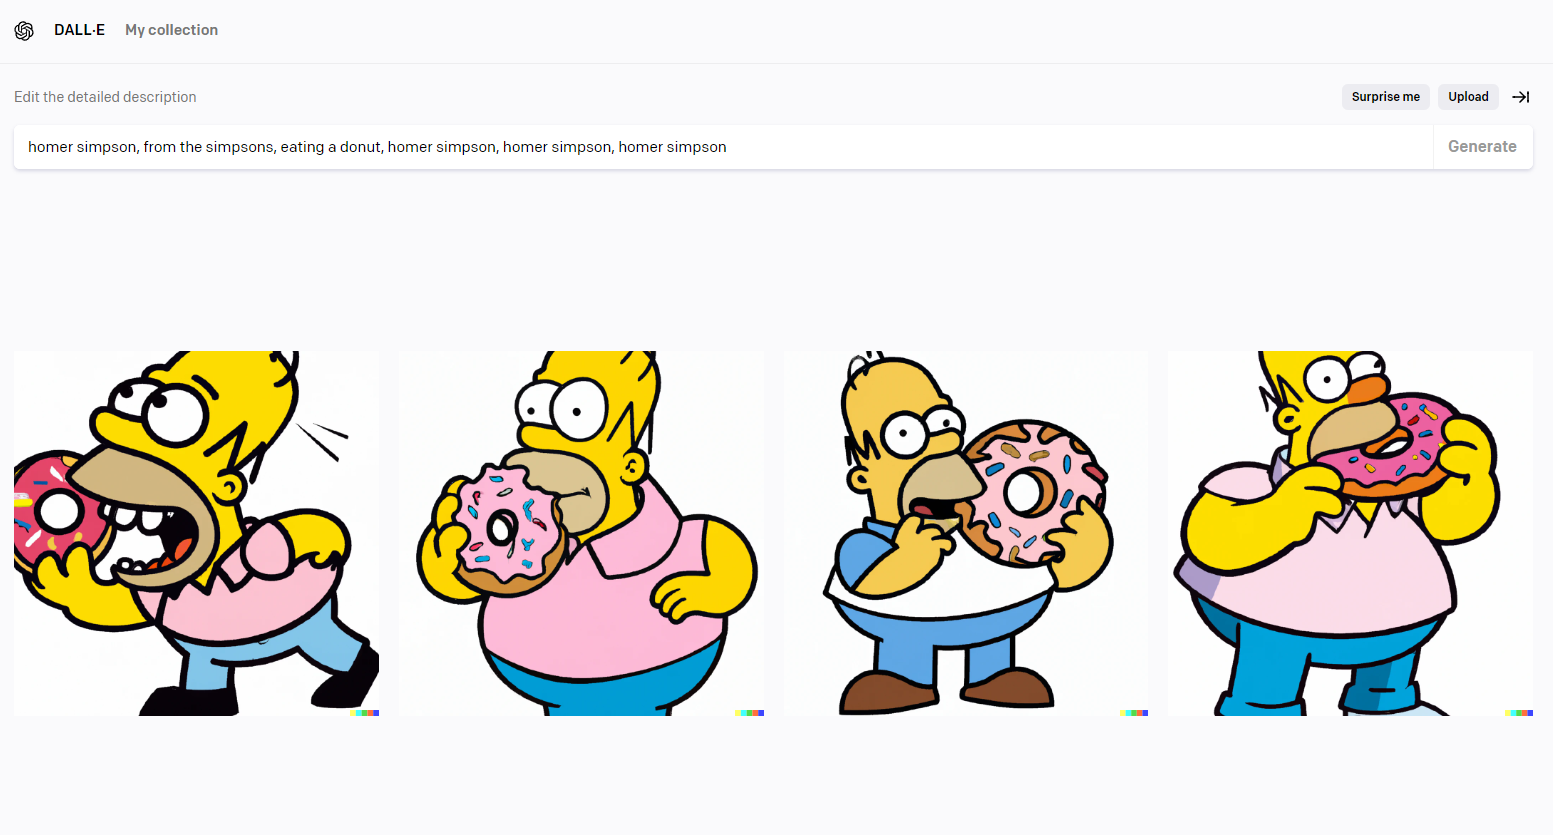 DALL·E My collection
Edit the detailed description
Surprise me Upload
homer simpson, from the simpsons, eating a donut, homer simpson, homer simpson, homer simpson
Generate